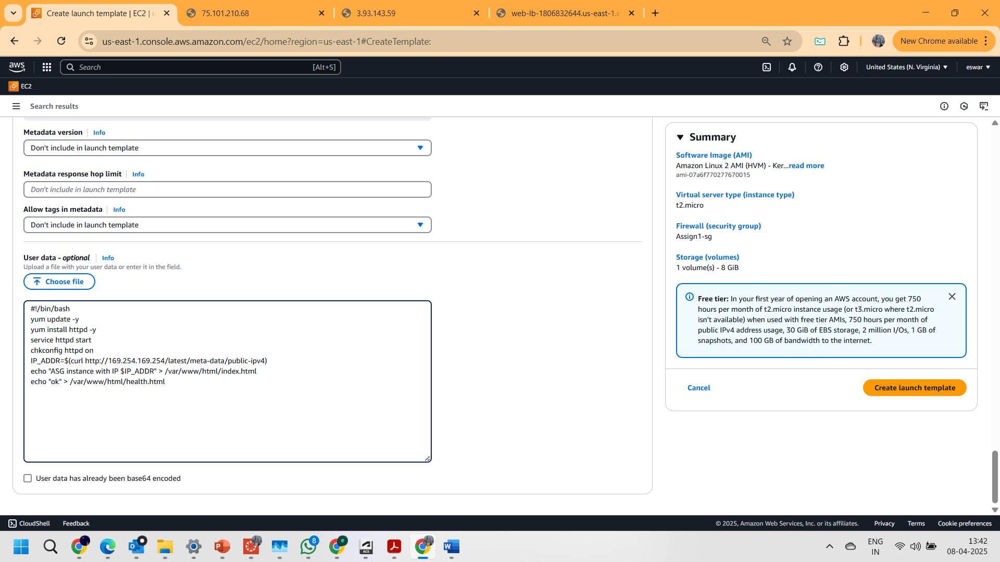 Create launch template | EC2 | u
75.101.210.68
3.93.143.59
web-lb-1806832644.us-east-1.e
us-east-1.console.aws.amazon.com/ec2/home?region=us-east-1#CreateTemplate:
New Chrome available
aws
Search
[Alt+S]
United States (N. Virginia)
eswar
EC2
Search results
Metadata version
Info
Don't include in launch template
Metadata response hop limit
Info
Don't include in launch template
Allow tags in metadata
Info
Don't include in launch template
User data - optional
Info
Upload a file with your user data or enter it in the field.
Choose file
#!/bin/bash
yum update -y
yum install httpd -y
service httpd start
chkconfig httpd on
IP_ADDR=$(curl http://169.254.169.254/latest/meta-data/public-ipv4)
echo "ASG instance with IP $IP_ADDR" > /var/www/html/index.html
echo "ok" > /var/www/html/health.html
User data has already been base64 encoded
Summary
Software Image (AMI)
Amazon Linux 2 AMI (HVM) - Ker...read more
ami-07a6f770277670015
Virtual server type (instance type)
t2.micro
Firewall (security group)
Assign1-sg
Storage (volumes)
1 volume(s) - 8 GiB
Free tier: In your first year of opening an AWS account, you get 750
hours per month of t2.micro instance usage (or t3.micro where t2.micro
isn't available) when used with free tier AMIs, 750 hours per month of
public IPv4 address usage, 30 GiB of EBS storage, 2 million I/Os, 1 GB of
snapshots, and 100 GB of bandwidth to the internet.
Cancel
Create launch template
CloudShell
Feedback
© 2025, Amazon Web Services, Inc. or its affiliates.
Privacy
Terms
Cookie preferences
8
e
ACS
ENG
IN
13:42
08-04-2025